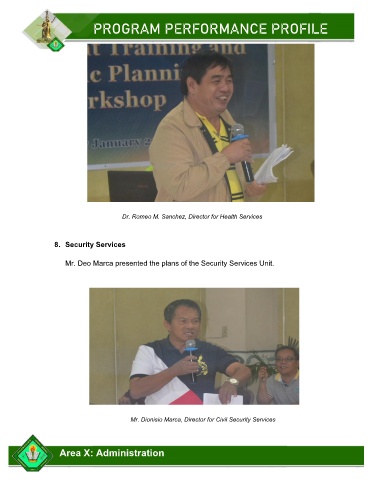 PROGRAM PERFORMANCE PROFILE
t Training and
ic Planni
rkshop
January 2
Dr. Romeo M. Sanchez, Director for Health Services
8. Security Services
Mr. Deo Marca presented the plans of the Security Services Unit.
Mr. Dionisio Marca, Director for Civil Security Services
Area X: Administration